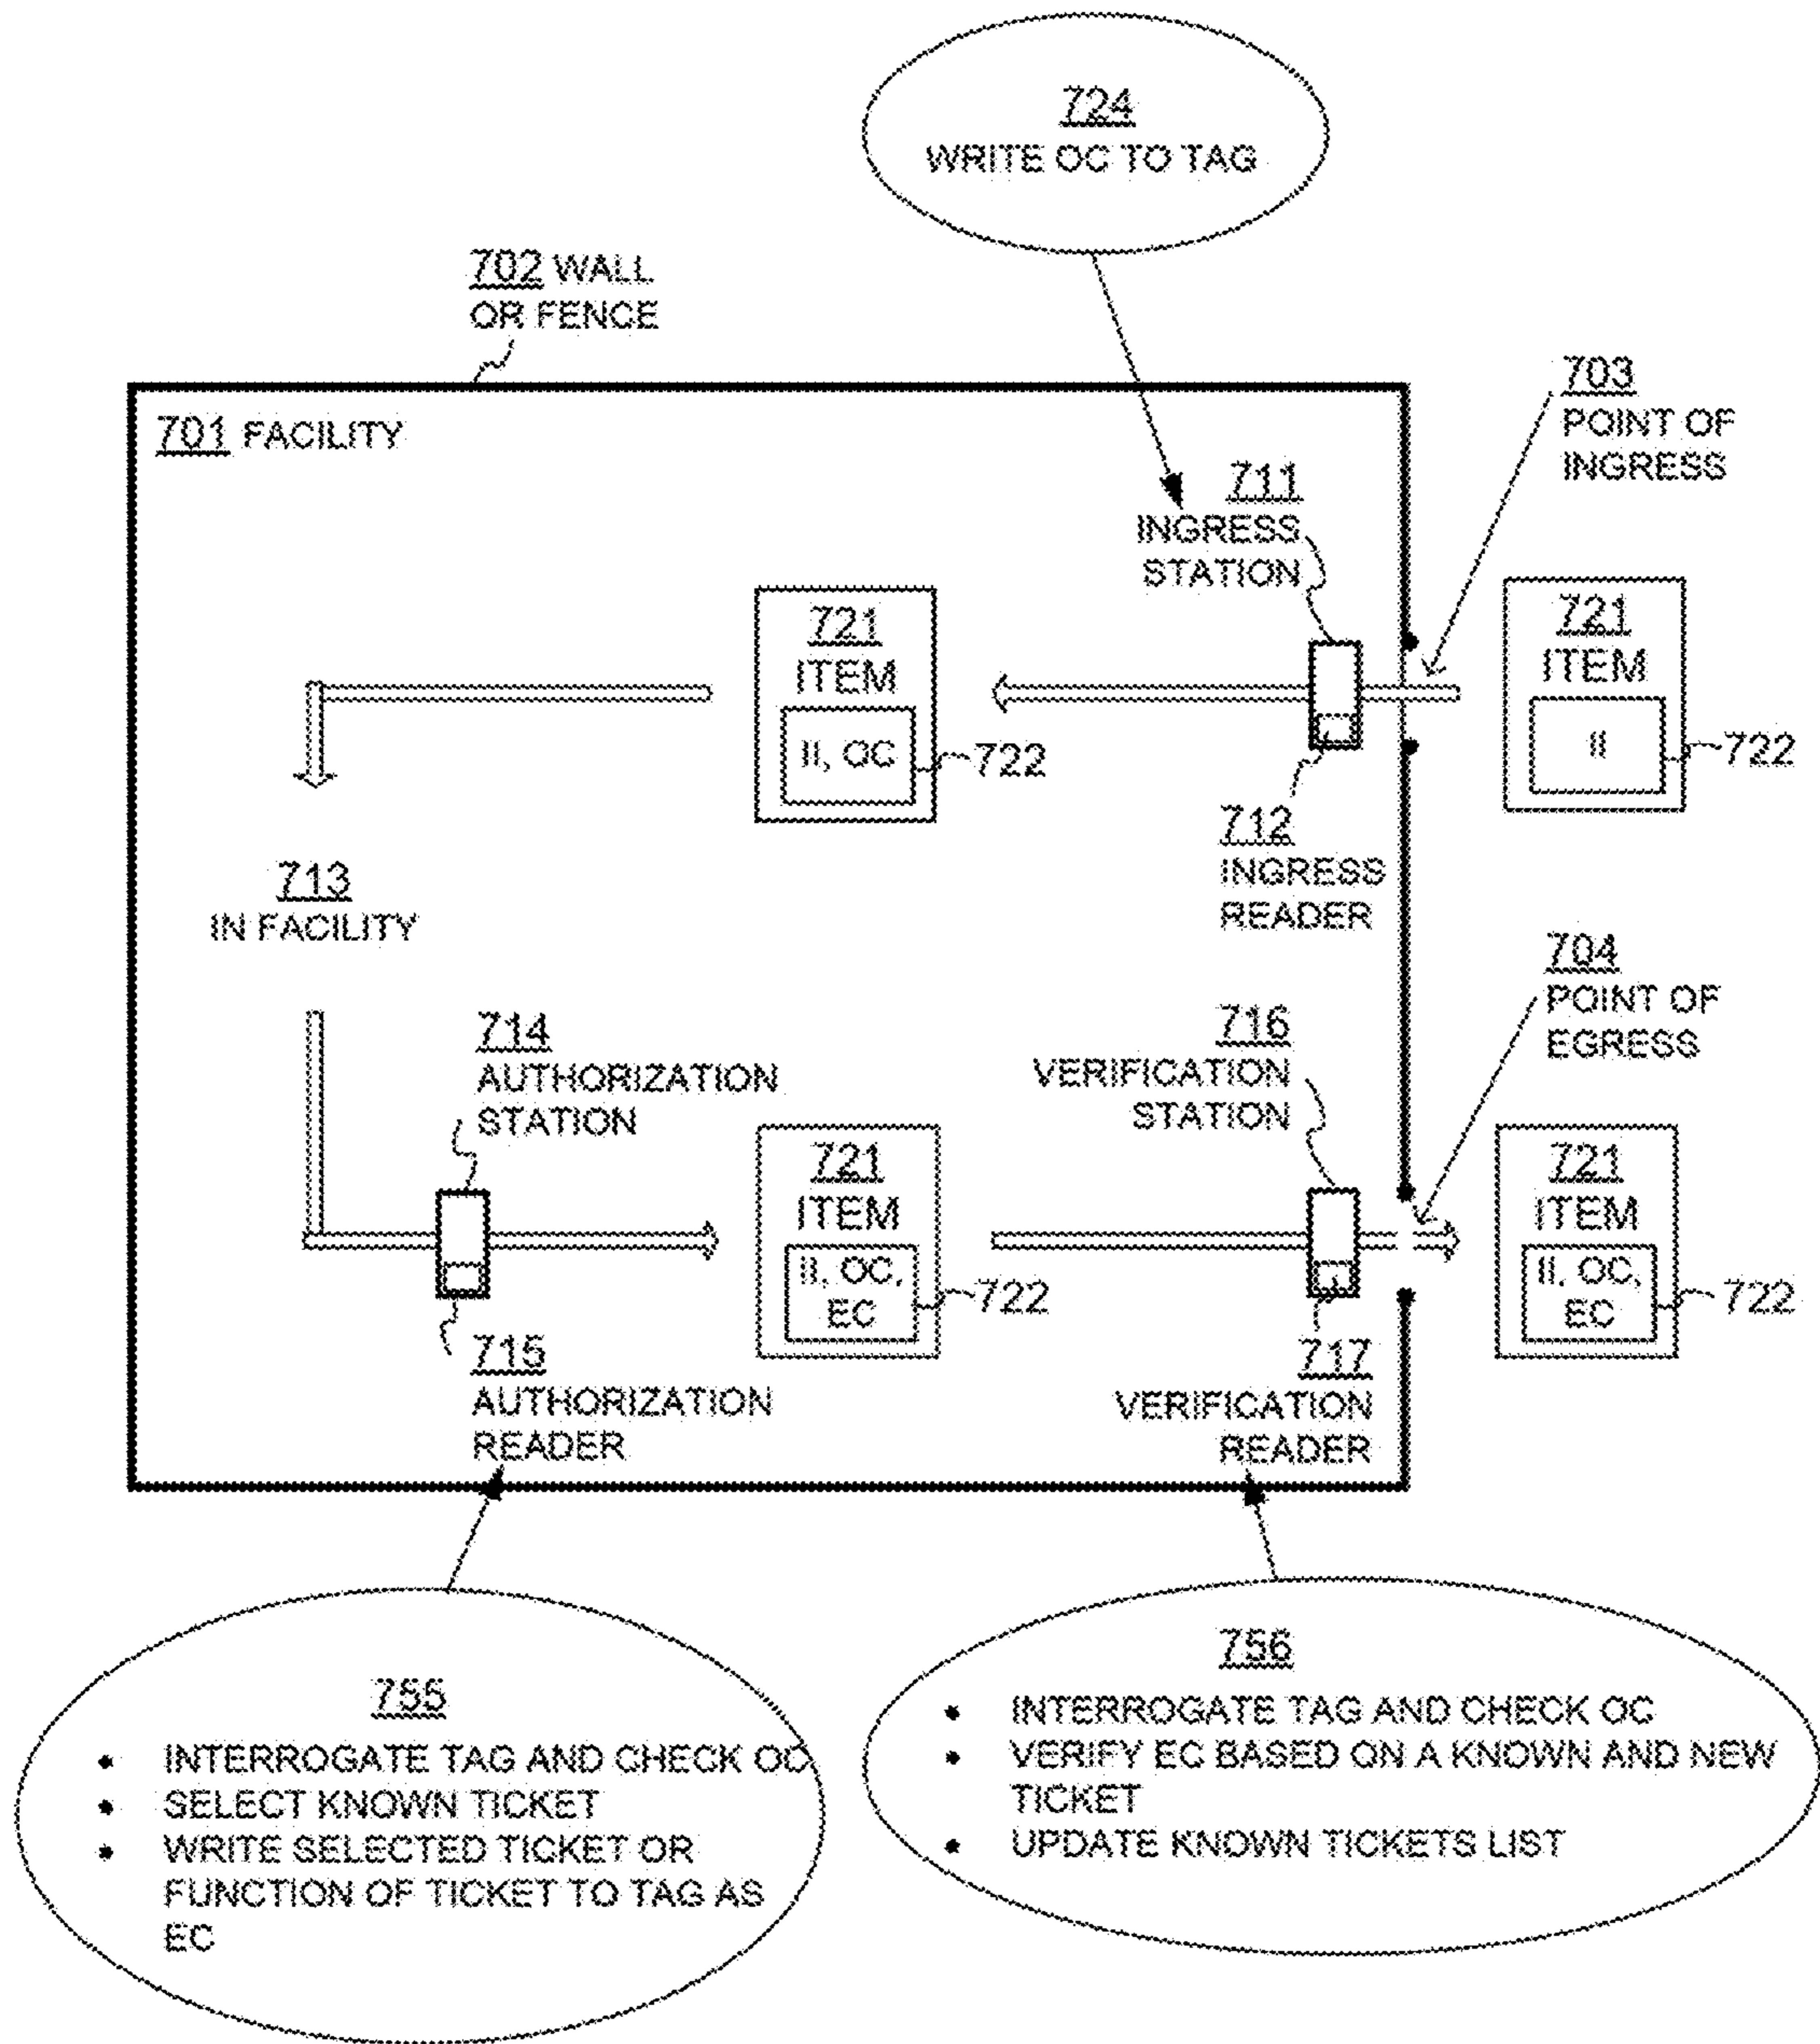 724
WRITE OC TO TAG
702 WALL
OR FENCE
703
POINT OF
INGRESS
701 FACILITY
711
INGRESS
STATION
721
ITEM
II, OC
722
721
ITEM
II
722
712
INGRESS
READER
713
IN FACILITY
704
POINT OF
EGRESS
714
AUTHORIZATION
STATION
716
VERIFICATION
STATION
721
ITEM
II, OC,
EC
722
721
ITEM
II, OC,
EC
722
715
AUTHORIZATION
READER
717
VERIFICATION
READER
755
• INTERROGATE TAG AND CHECK OC
• SELECT KNOWN TICKET
• WRITE SELECTED TICKET OR
FUNCTION OF TICKET TO TAG AS
EC
756
• INTERROGATE TAG AND CHECK OC
• VERIFY EC BASED ON A KNOWN AND NEW
TICKET
• UPDATE KNOWN TICKETS LIST